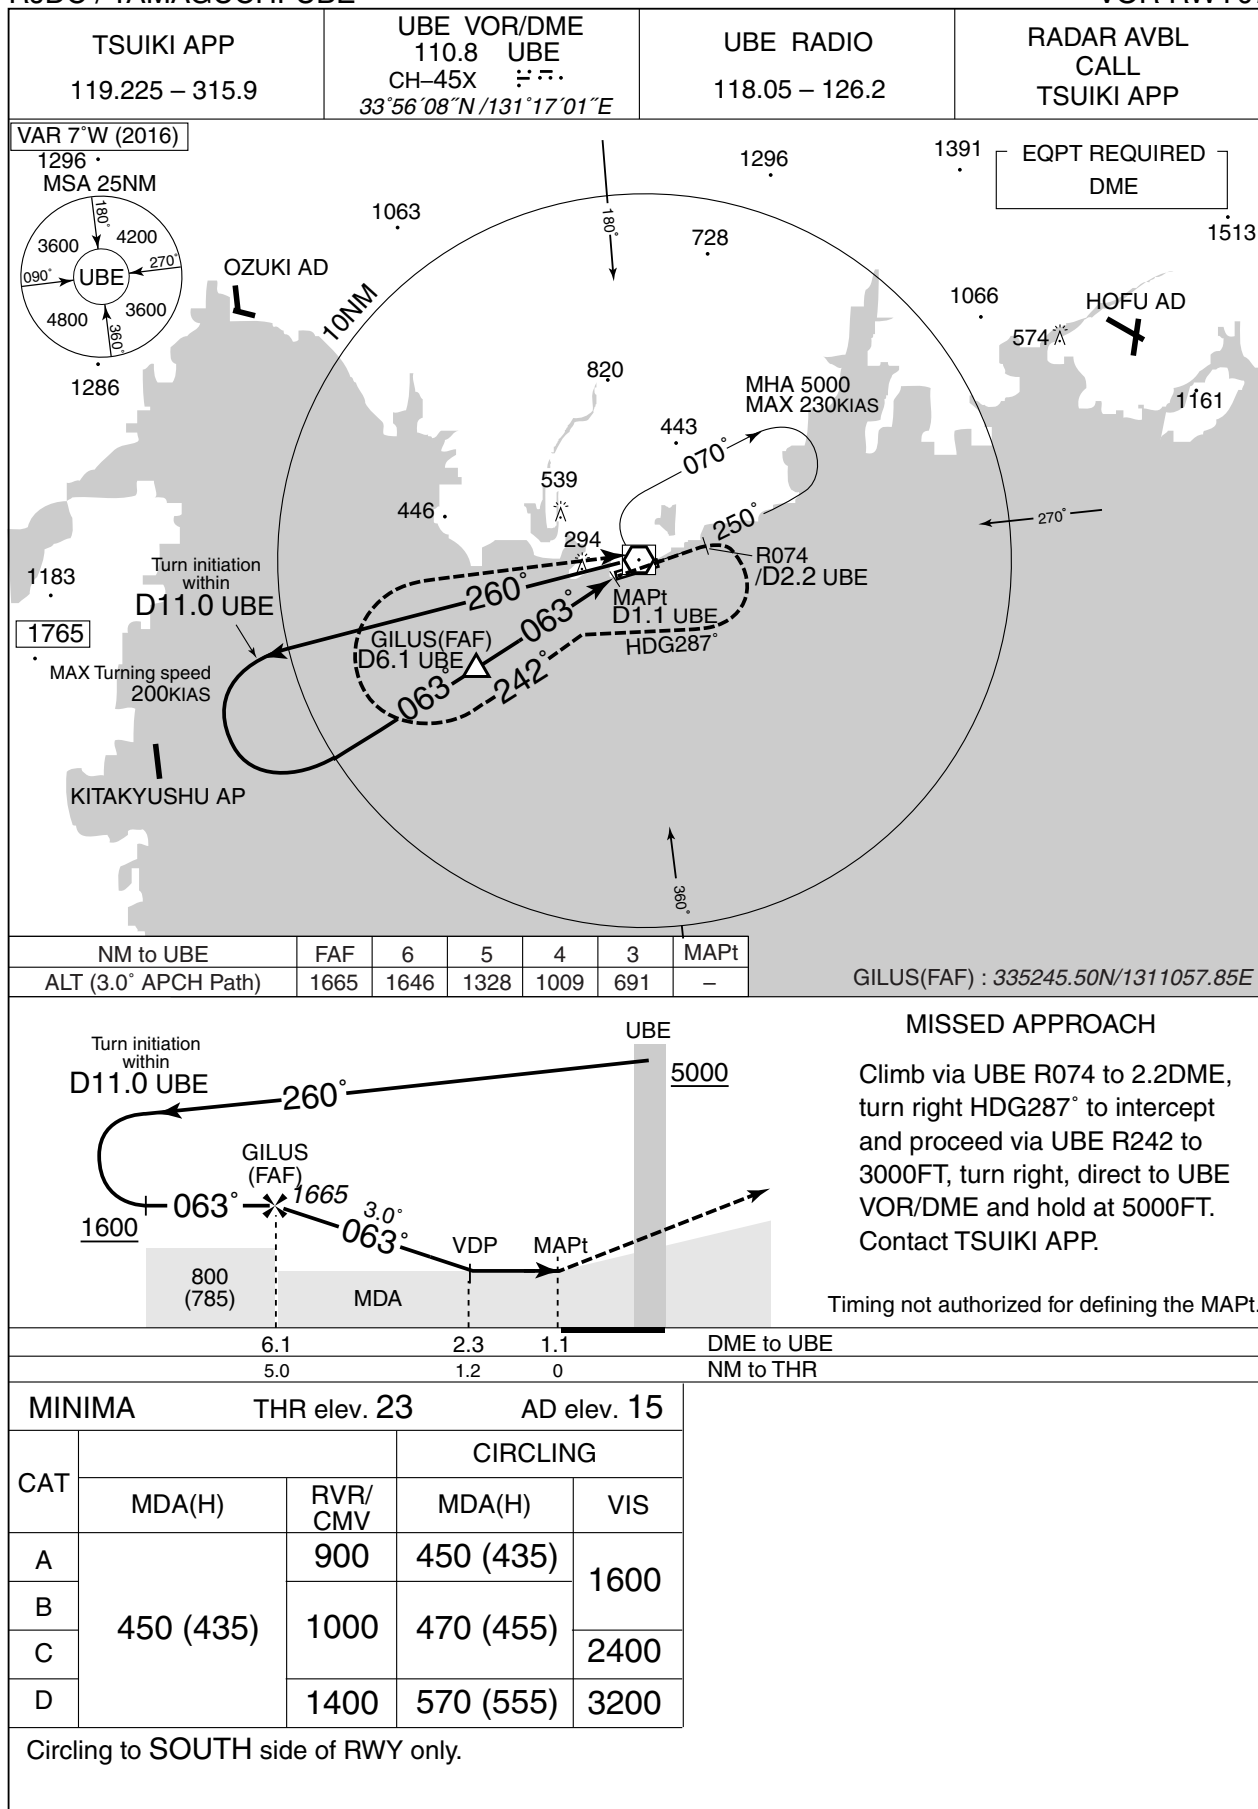 TSUIKI APP
119.225 – 315.9
UBE VOR/DME
110.8 UBE
CH–45X
33°56′08″N /131°17′01″E
UBE RADIO
118.05 – 126.2
RADAR AVBL
CALL
TSUIKI APP
VAR 7°W (2016)
1296
MSA 25NM
180°
3600
4200
090°
UBE
270°
4800
3600
360°
1286
OZUKI AD
1063
10NM
180°
1296
728
1391
EQPT REQUIRED
DME
1513
1066
HOFU AD
574
1161
820
MHA 5000
MAX 230KIAS
443
070°
539
446
250°
270°
294
R074
/D2.2 UBE
1183
Turn initiation
within
D11.0 UBE
260°
063°
MAPt
D1.1 UBE
HDG287°
1765
GILUS(FAF)
D6.1 UBE
MAX Turning speed
200KIAS
063°
242°
KITAKYUSHU AP
360°
NM to UBE FAF 6 5 4 3 MAPt
ALT (3.0° APCH Path) 1665 1646 1328 1009 691 –
GILUS(FAF) : 335245.50N/1311057.85E
UBE
Turn initiation
within
D11.0 UBE
260°
5000
GILUS
(FAF)
1665
063°
3.0°
063°
1600
VDP
MAPt
800
(785)
MDA
MISSED APPROACH
Climb via UBE R074 to 2.2DME,
turn right HDG287° to intercept
and proceed via UBE R242 to
3000FT, turn right, direct to UBE
VOR/DME and hold at 5000FT.
Contact TSUIKI APP.
Timing not authorized for defining the MAPt.
6.1 2.3 1.1 DME to UBE
5.0 1.2 0 NM to THR
MINIMA THR elev. 23 AD elev. 15
CAT
CIRCLING
MDA(H)
RVR/
CMV
MDA(H)
VIS
A
900
450 (435)
1600
B
450 (435)
1000
470 (455)
C
2400
D
1400
570 (555)
3200
Circling to SOUTH side of RWY only.